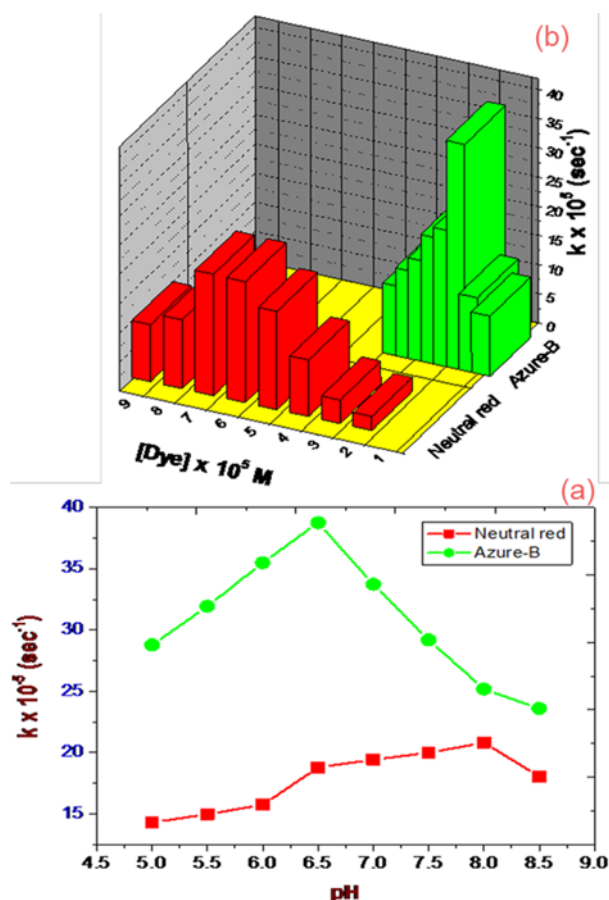 (b)
40
35
30
25
20
15
10
5
0
k x 10⁵ (sec⁻¹)
9
8
7
6
5
4
3
2
1
[Dye] x 10⁵ M
Neutral red
Azure-B
(a)
40
35
30
25
20
15
k x 10⁻⁵ (sec⁻¹)
Neutral red
Azure-B
4.5 5.0 5.5 6.0 6.5 7.0 7.5 8.0 8.5 9.0
pH